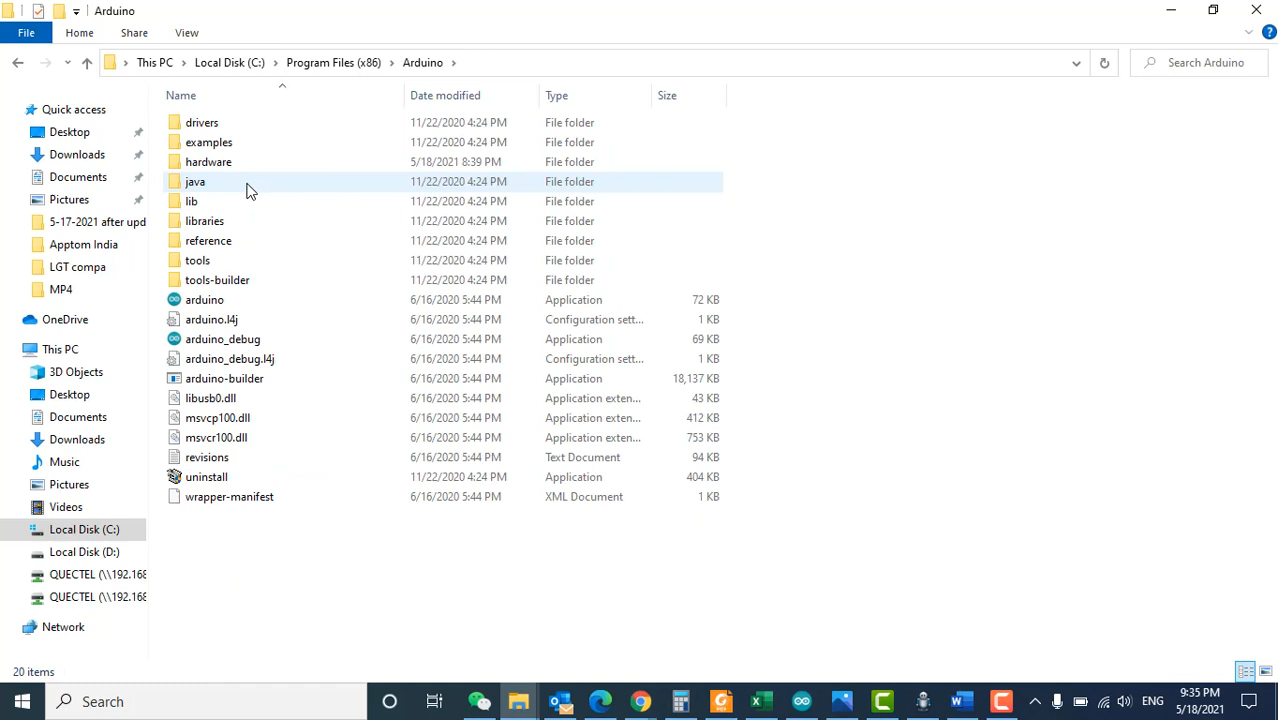 Arduino
File Home Share View
This PC Local Disk (C:) Program Files (x86) Arduino Search Arduino
Name Date modified Type Size
Quick access
Desktop
Downloads
Documents
Pictures
5-17-2021 after upd
Apptom India
LGT compa
MP4
OneDrive
This PC
3D Objects
Desktop
Documents
Downloads
Music
Pictures
Videos
Local Disk (C:)
Local Disk (D:)
QUECTEL (\\192.168
QUECTEL (\\192.168
Network
drivers 11/22/2020 4:24 PM File folder
examples 11/22/2020 4:24 PM File folder
hardware 5/18/2021 8:39 PM File folder
java 11/22/2020 4:24 PM File folder
lib 11/22/2020 4:24 PM File folder
libraries 11/22/2020 4:24 PM File folder
reference 11/22/2020 4:24 PM File folder
tools 11/22/2020 4:24 PM File folder
tools-builder 11/22/2020 4:24 PM File folder
arduino 6/16/2020 5:44 PM Application 72 KB
arduino.l4j 6/16/2020 5:44 PM Configuration sett... 1 KB
arduino_debug 6/16/2020 5:44 PM Application 69 KB
arduino_debug.l4j 6/16/2020 5:44 PM Configuration sett... 1 KB
arduino-builder 6/16/2020 5:44 PM Application 18,137 KB
libusb0.dll 6/16/2020 5:44 PM Application exten... 43 KB
msvcp100.dll 6/16/2020 5:44 PM Application exten... 412 KB
msvcr100.dll 6/16/2020 5:44 PM Application exten... 753 KB
revisions 6/16/2020 5:44 PM Text Document 94 KB
uninstall 11/22/2020 4:24 PM Application 404 KB
wrapper-manifest 6/16/2020 5:44 PM XML Document 1 KB
20 items
Search
ENG
9:35 PM
5/18/2021